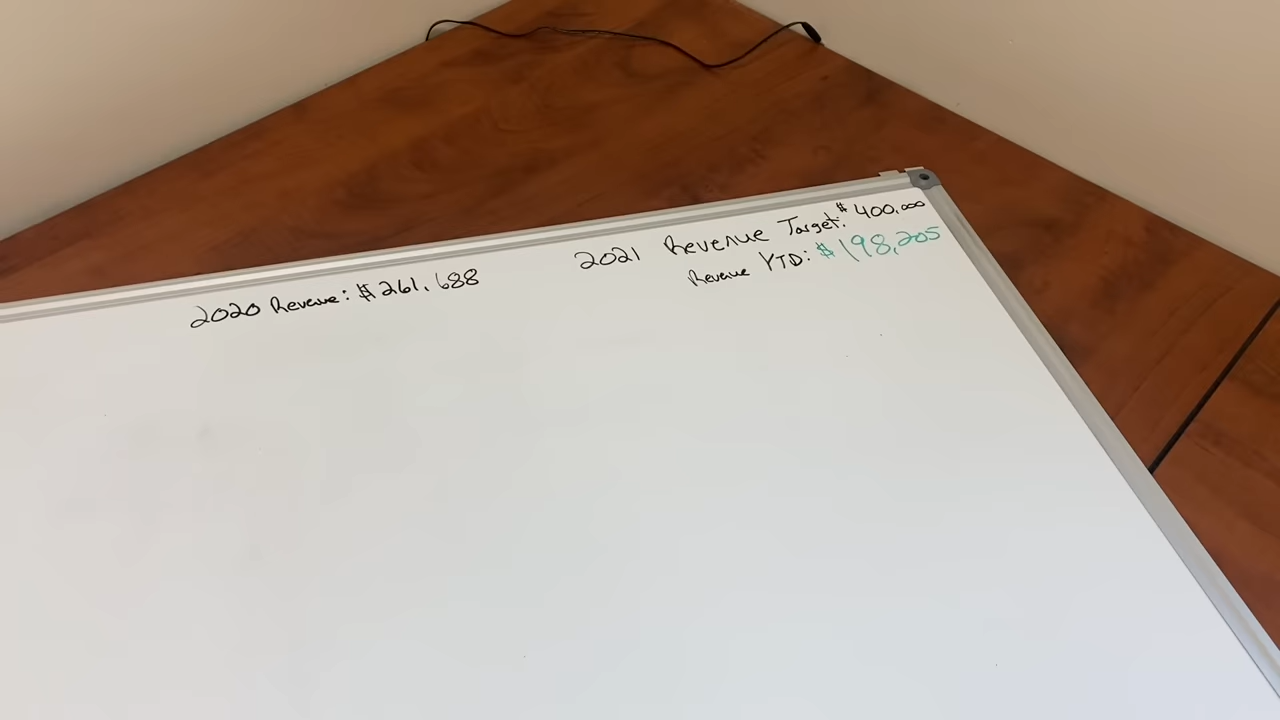 2020 Revenue: $261,688
2021 Revenue Target: $400,000
Revenue YTD: $198,205